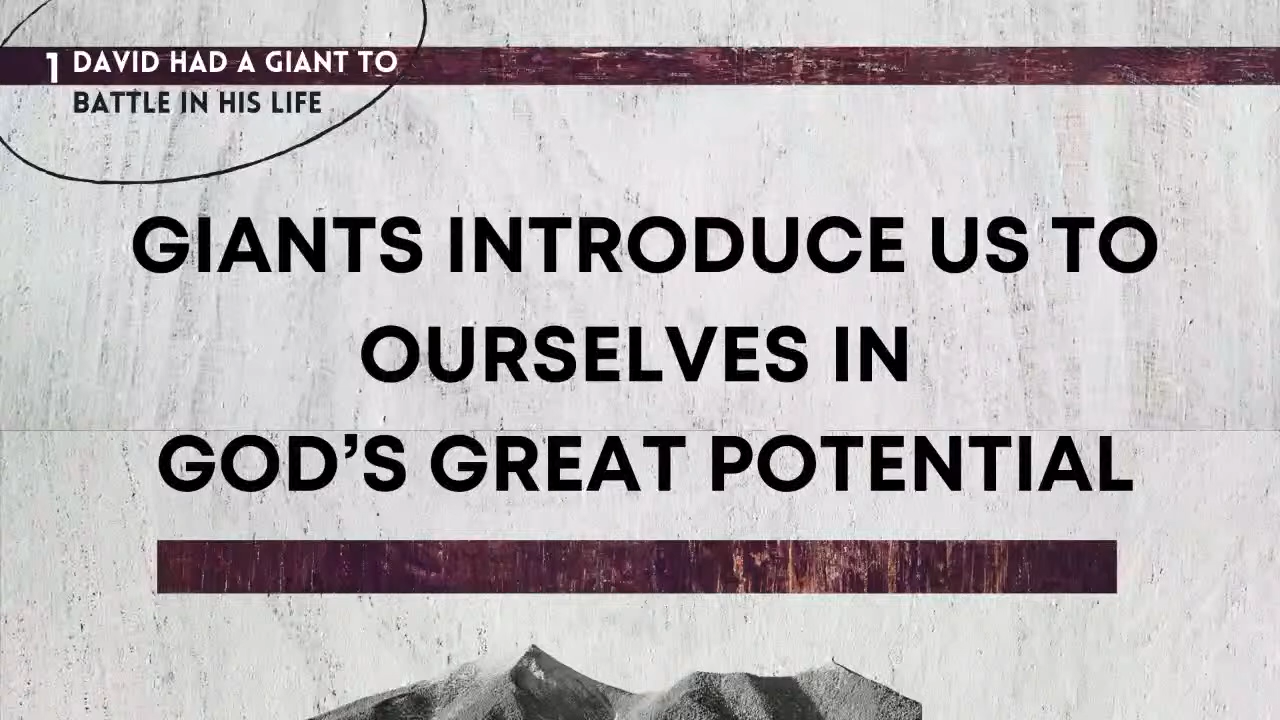 1 DAVID HAD A GIANT TO
BATTLE IN HIS LIFE
GIANTS INTRODUCE US TO
OURSELVES IN
GOD’S GREAT POTENTIAL